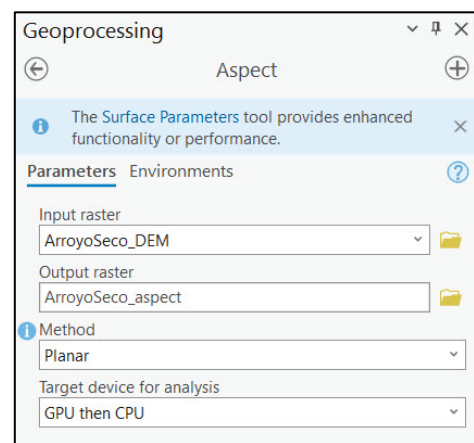 Geoprocessing
Aspect
The Surface Parameters tool provides enhanced
functionality or performance.
Parameters Environments
Input raster
ArroyoSeco_DEM
Output raster
ArroyoSeco_aspect
Method
Planar
Target device for analysis
GPU then CPU